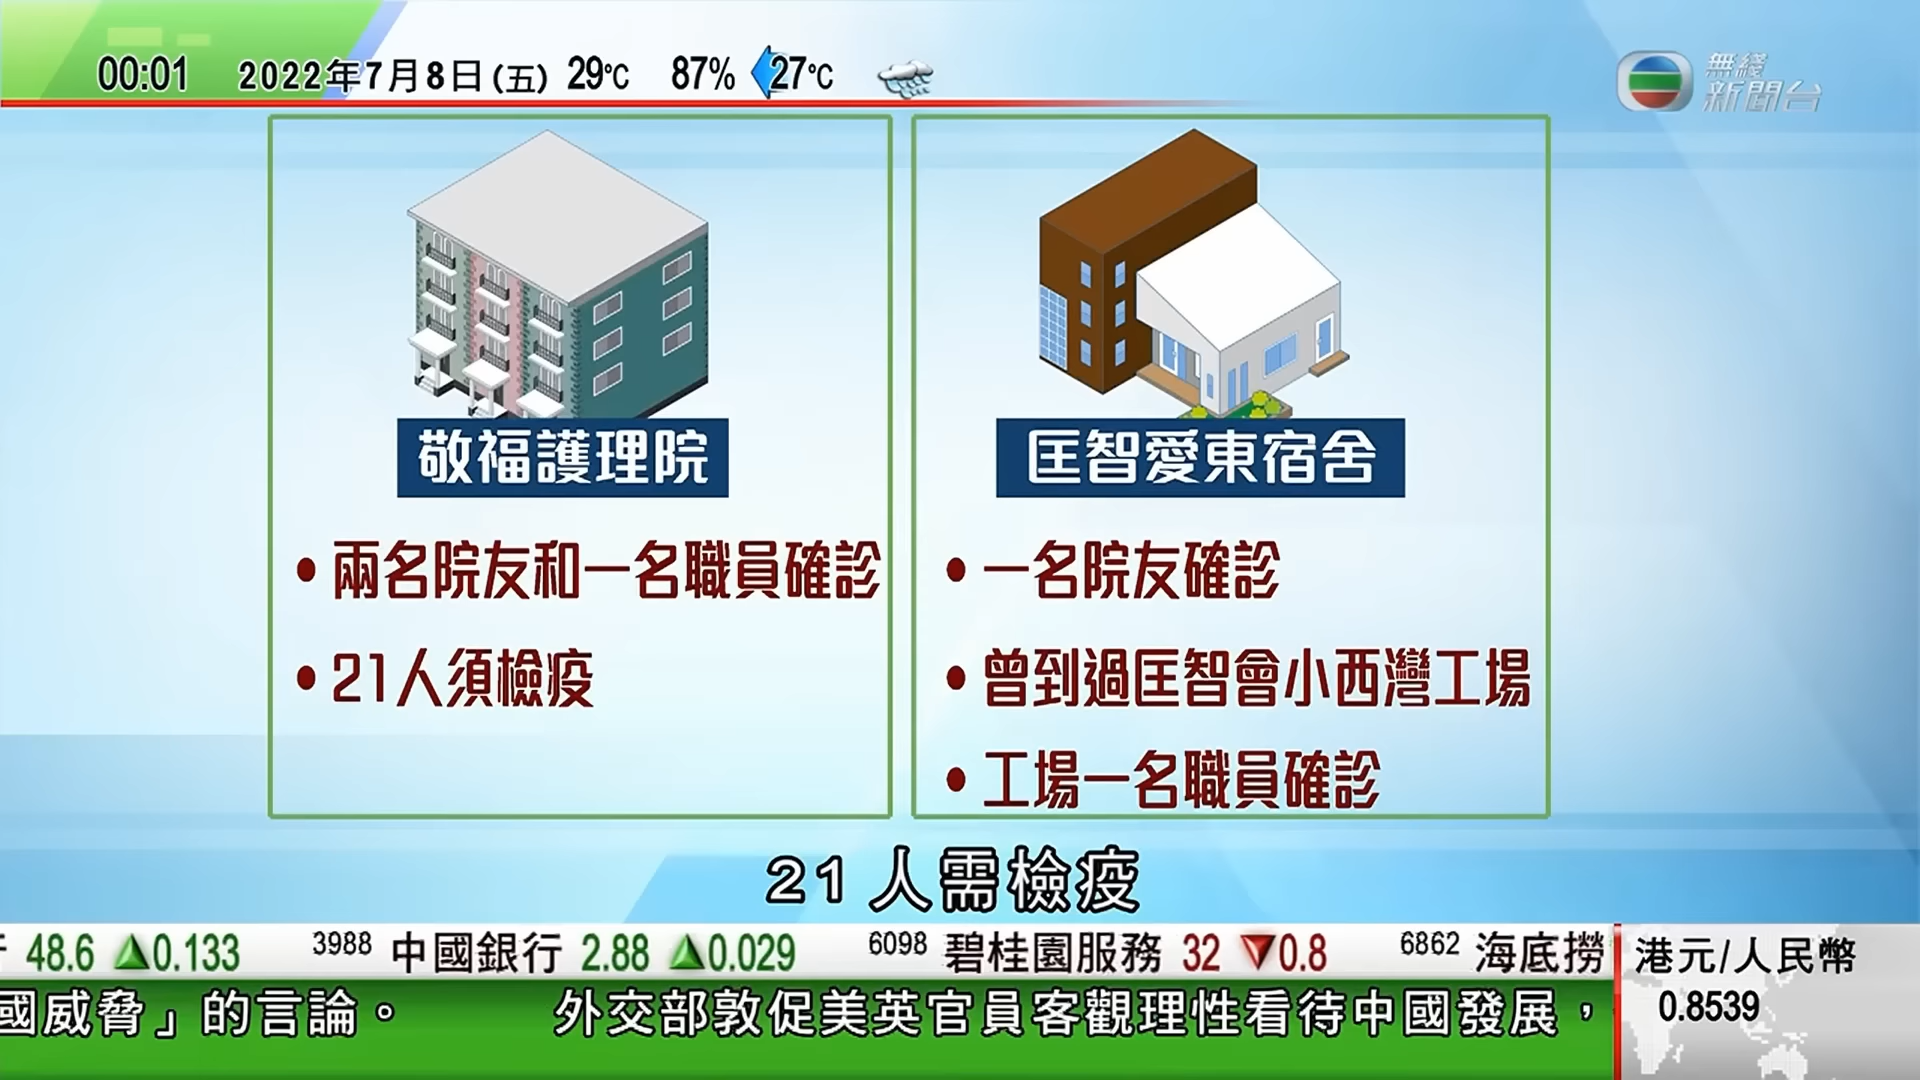 00:01 2022年7月8日(五) 29°C 87% 27°C
無綫
新聞台
敬福護理院
• 兩名院友和一名職員確診
• 21人須檢疫
匡智愛東宿舍
• 一名院友確診
• 曾到過匡智會小西灣工場
• 工場一名職員確診
21人需檢疫
48.6 ▲0.133 3988 中國銀行 2.88 ▲0.029 6098 碧桂園服務 32 ▼0.8 6862 海底撈
國威脅」的言論。 外交部敦促美英官員客觀理性看待中國發展，
港元/人民幣
0.8539